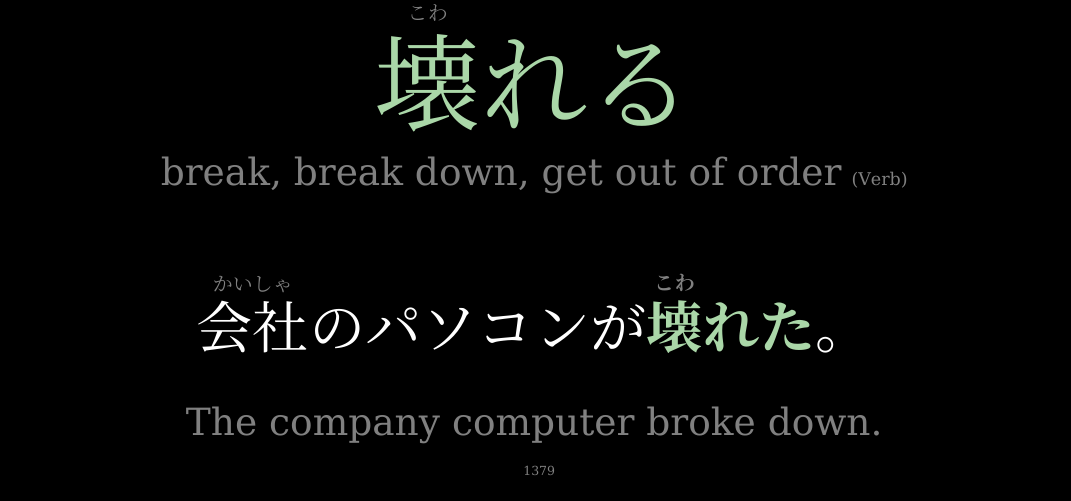 こわ
壊れる
break, break down, get out of order (Verb)
かいしゃ こわ
会社のパソコンが壊れた。
The company computer broke down.
1379